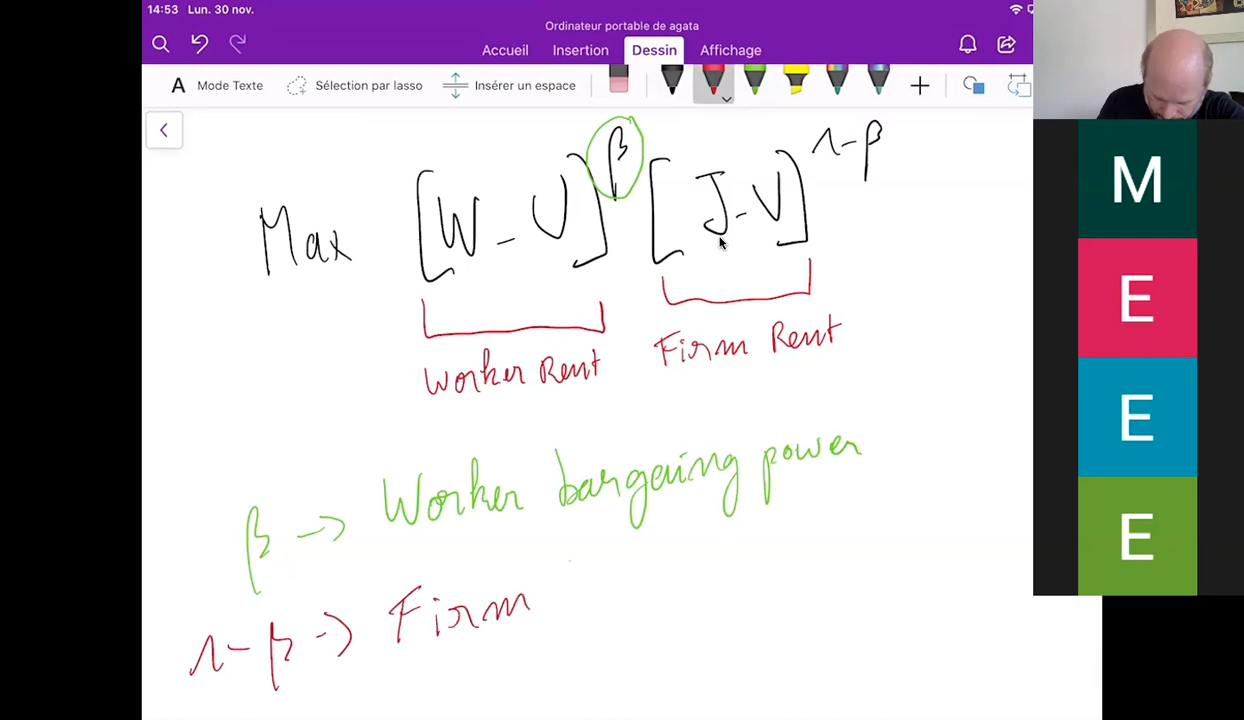 14:53 Lun. 30 nov.
Ordinateur portable de agata
Accueil Insertion Dessin Affichage
A Mode Texte Sélection par lasso Insérer un espace
Max [W - U]^β [J - V]^1-β
Worker Rent Firm Rent
β -> Worker bargaining power
1-β -> Firm
M
E
E
E